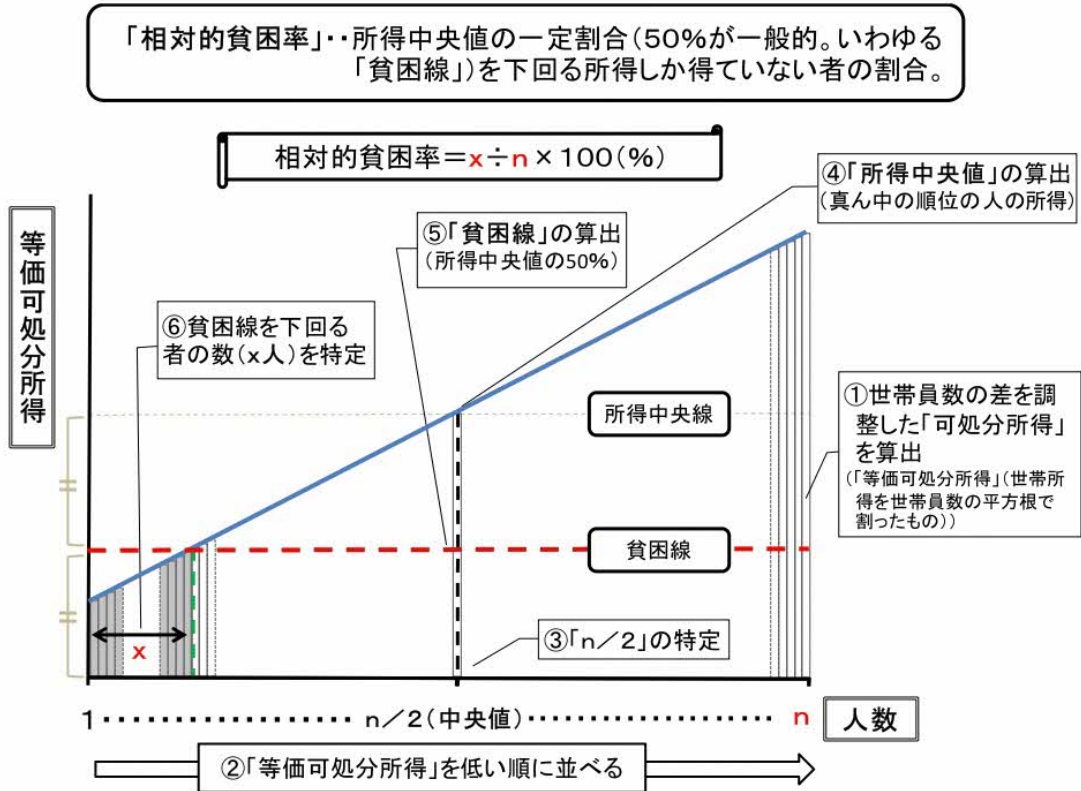 「相対的貧困率」‥所得中央値の一定割合(50%が一般的。いわゆる
「貧困線」)を下回る所得しか得ていない者の割合。
相対的貧困率=x÷n×100(%)
④「所得中央値」の算出
(真ん中の順位の人の所得)
⑤「貧困線」の算出
(所得中央値の50%)
等価可処分所得
⑥貧困線を下回る
者の数(x人)を特定
所得中央線
①世帯員数の差を調
整した「可処分所得」
を算出
(「等価可処分所得」(世帯所
得を世帯員数の平方根で
割ったもの))
貧困線
x
③「n/2」の特定
1‥‥‥‥‥‥ n/2(中央値)‥‥‥‥‥‥‥ n
人数
②「等価可処分所得」を低い順に並べる